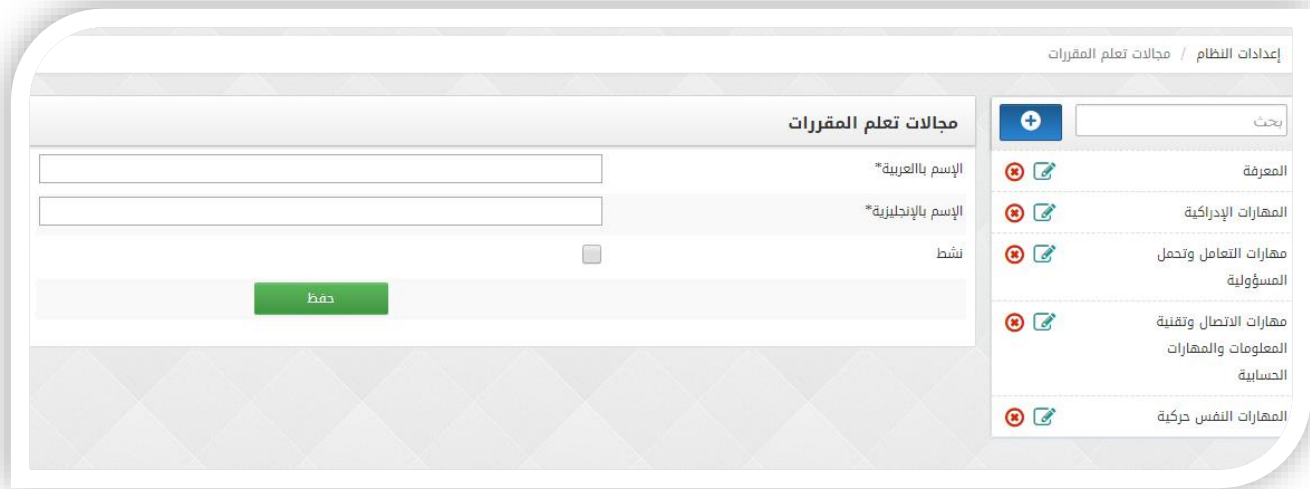 إعدادات النظام / مجالات تعلم المقررات
بحث
المعرفة
المهارات الإدراكية
مهارات التعامل وتحمل
المسؤولية
مهارات الاتصال وتقنية
المعلومات والمهارات
الحسابية
المهارات النفس حركية
مجالات تعلم المقررات
الإسم باالعربية*
الإسم بالإنجليزية*
نشط
حفظ